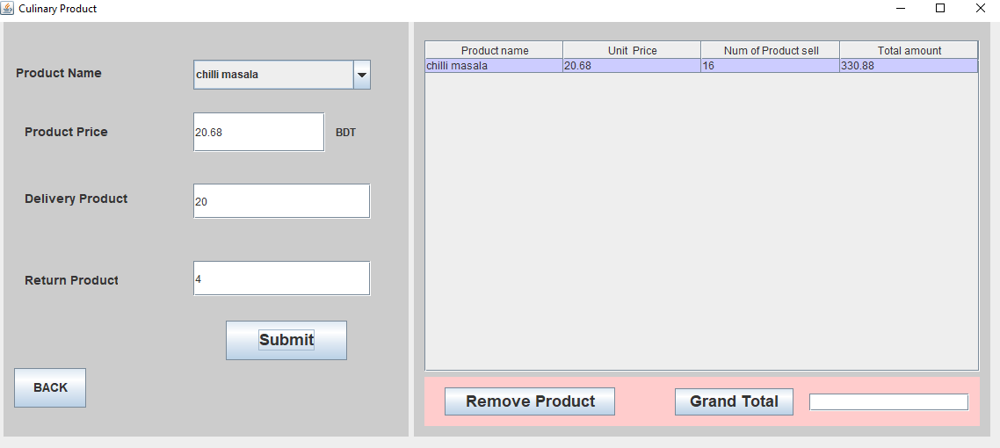 Culinary Product
Product Name
chilli masala
Product Price
20.68
BDT
Delivery Product
20
Return Product
4
Submit
BACK
Product name Unit Price Num of Product sell Total amount
chilli masala 20.68 16 330.88
Remove Product
Grand Total